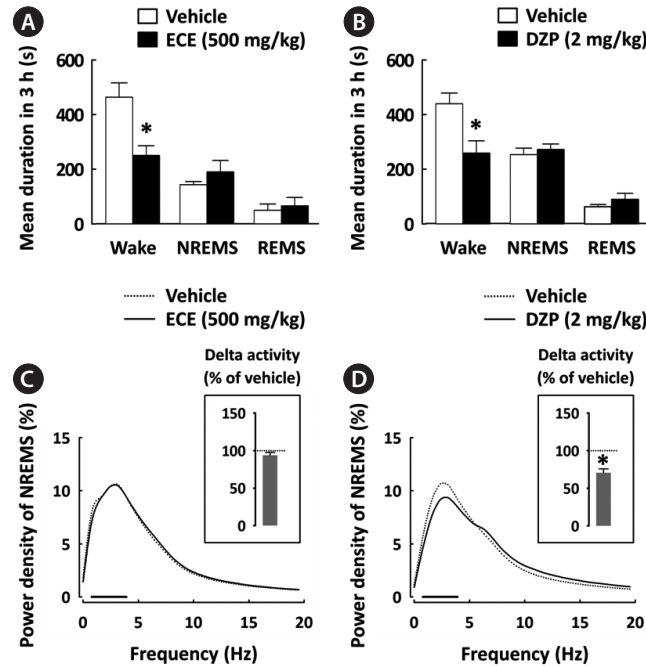 A
Vehicle
ECE (500 mg/kg)
Mean duration in 3 h (s)
600
400
200
0
*
Wake NREMS REMS
B
Vehicle
DZP (2 mg/kg)
Mean duration in 3 h (s)
600
400
200
0
*
Wake NREMS REMS
Vehicle
ECE (500 mg/kg)
C
Delta activity
(% of vehicle)
150
100
50
0
Power density of NREMS (%)
15
10
5
0
0 5 10 15 20
Frequency (Hz)
Vehicle
DZP (2 mg/kg)
D
Delta activity
(% of vehicle)
150
100
50
0
*
Power density of NREMS (%)
15
10
5
0
0 5 10 15 20
Frequency (Hz)